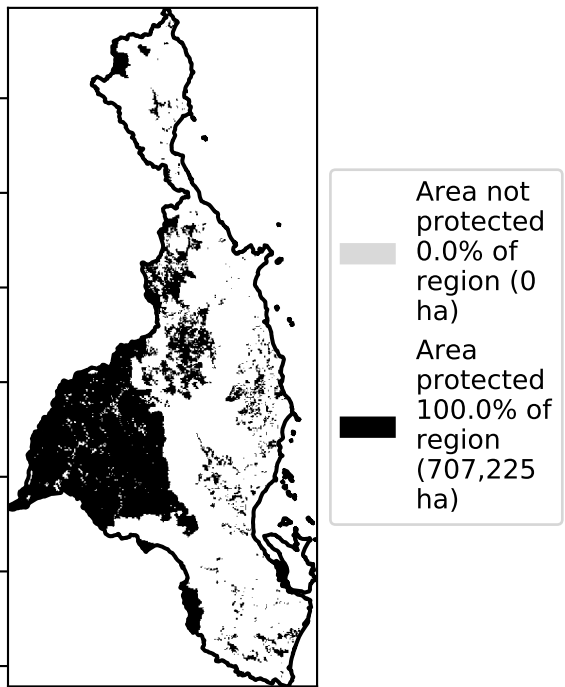 Area not
protected
0.0% of
region (0
ha)
Area
protected
100.0% of
region
(707,225
ha)